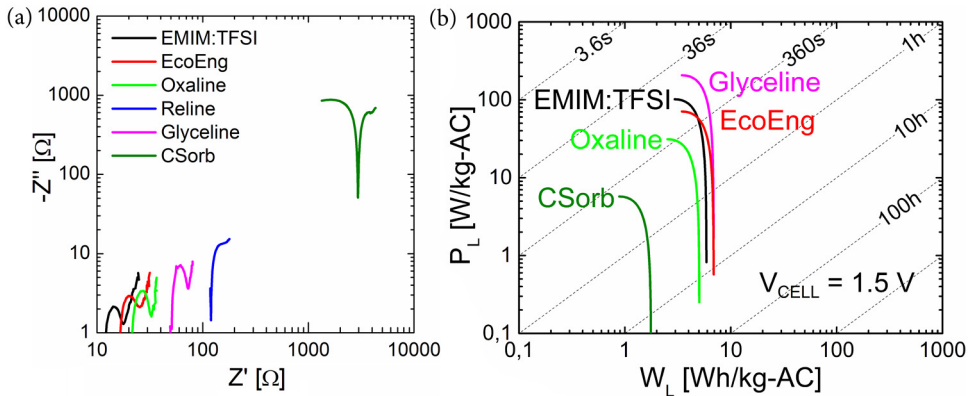 (a)
EMIM:TFSI
EcoEng
Oxaline
Reline
Glyceline
CSorb
10000
1000
100
10
1
-Z" [Ω]
10 100 1000 10000
Z' [Ω]
(b)
1000
100
10
1
0,1
P_L [W/kg-AC]
3.6s 36s 360s 1h
10h
100h
Glyceline
EMIM:TFSI
EcoEng
Oxaline
CSorb
V_CELL = 1.5 V
0,1 1 10 100 1000
W_L [Wh/kg-AC]